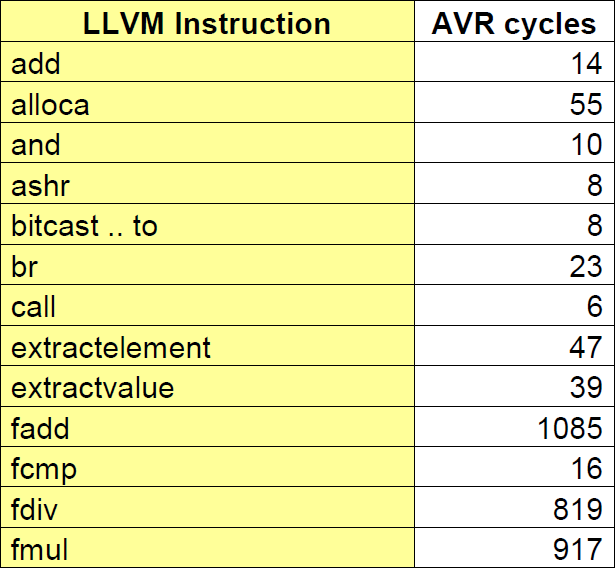 LLVM Instruction AVR cycles
add 14
alloca 55
and 10
ashr 8
bitcast .. to 8
br 23
call 6
extractelement 47
extractvalue 39
fadd 1085
fcmp 16
fdiv 819
fmul 917